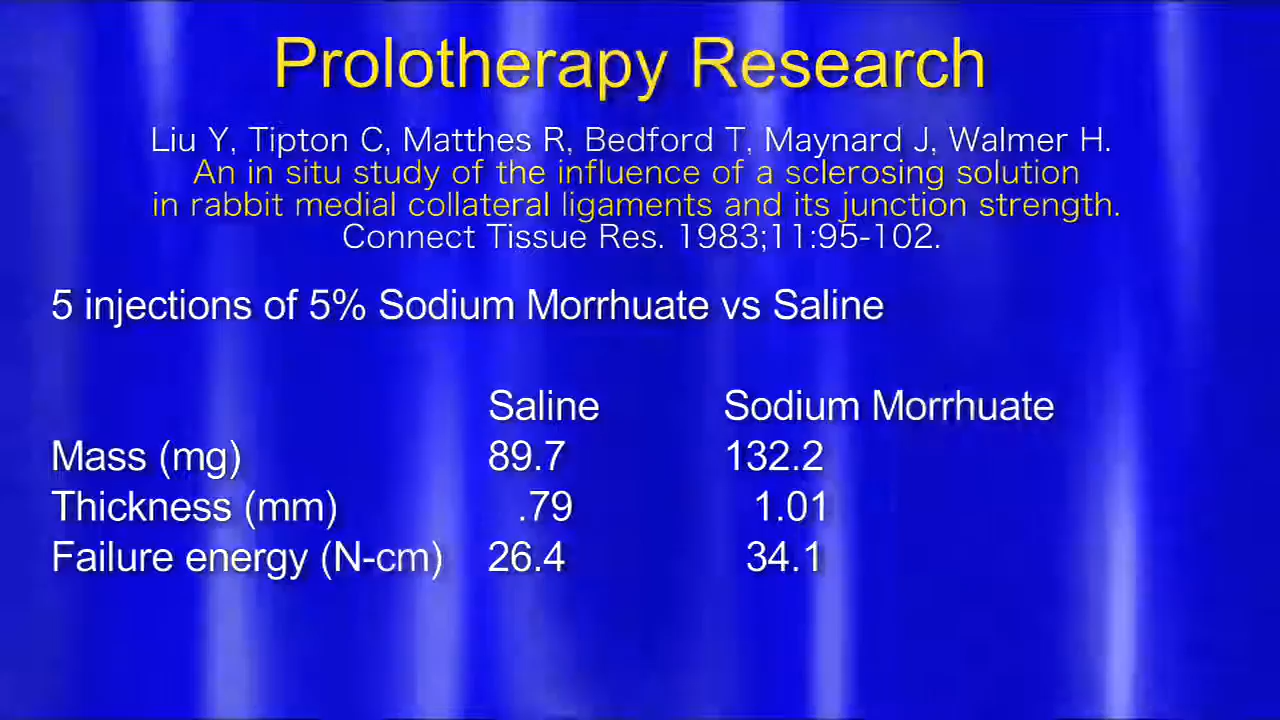 Prolotherapy Research
Liu Y, Tipton C, Matthes R, Bedford T, Maynard J, Walmer H.
An in situ study of the influence of a sclerosing solution
in rabbit medial collateral ligaments and its junction strength.
Connect Tissue Res. 1983;11:95-102.
5 injections of 5% Sodium Morrhuate vs Saline
Saline Sodium Morrhuate
Mass (mg) 89.7 132.2
Thickness (mm) .79 1.01
Failure energy (N-cm) 26.4 34.1